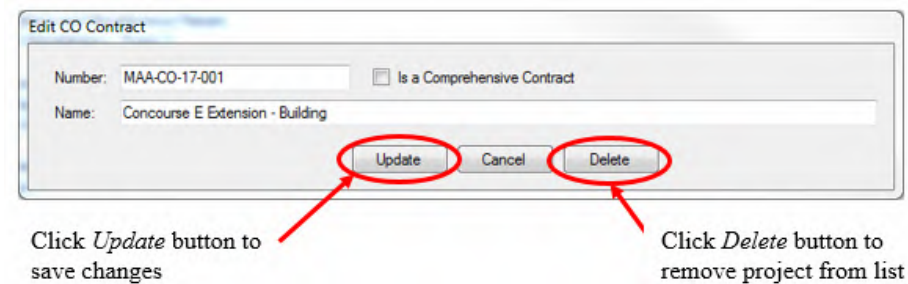 Edit CO Contract
Number: MAA-CO-17-001 Is a Comprehensive Contract
Name: Concourse E Extension - Building
Update Cancel Delete
Click Update button to
save changes
Click Delete button to
remove project from list